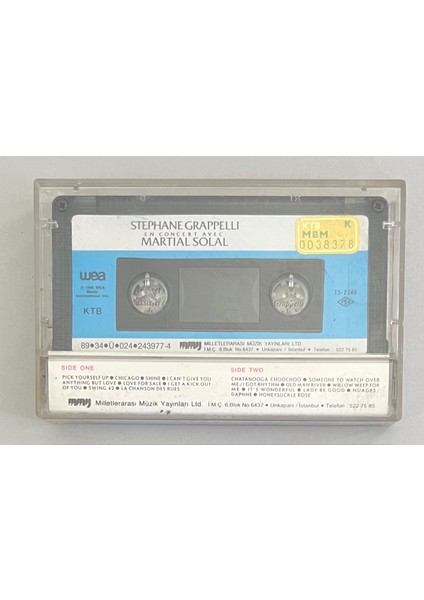 STEPHANE GRAPPELLI
EN CONCERT AVEC
MARTIAL SOLAL
KTB K
MBM
0038328
wea
KTB
89•34•Ü•024•243977-4
mmy MİLLETLERARASI MÜZİK YAYINLARI LTD.
İ.M.Ç. 6.Blok No:6437 • Unkapanı / İstanbul • Telefon : 522 75 85
SIDE ONE
PICK YOURSELF UP • CHICAGO • SHINE • I CAN'T GIVE YOU
ANYTHING BUT LOVE • LOVE FOR SALE • I GET A KICK OUT
OF YOU • SWING 42 • LA CHANSON DES RUES
SIDE TWO
CHATANOOGA CHOOCHOO • SOMEONE TO WATCH OVER
ME / I GOT RHYTHM • OLD MAN RIVER • WILLOW WEEP FOR
ME • IT'S WONDERFUL • LADY BE GOOD • NUAGES
DAPHNE • HONEYSUCKLE ROSE
mmy Milletlerarası Müzik Yayınları Ltd. İ.M.Ç. 6.Blok No:6437 • Unkapanı / İstanbul • Telefon : 522 75 85